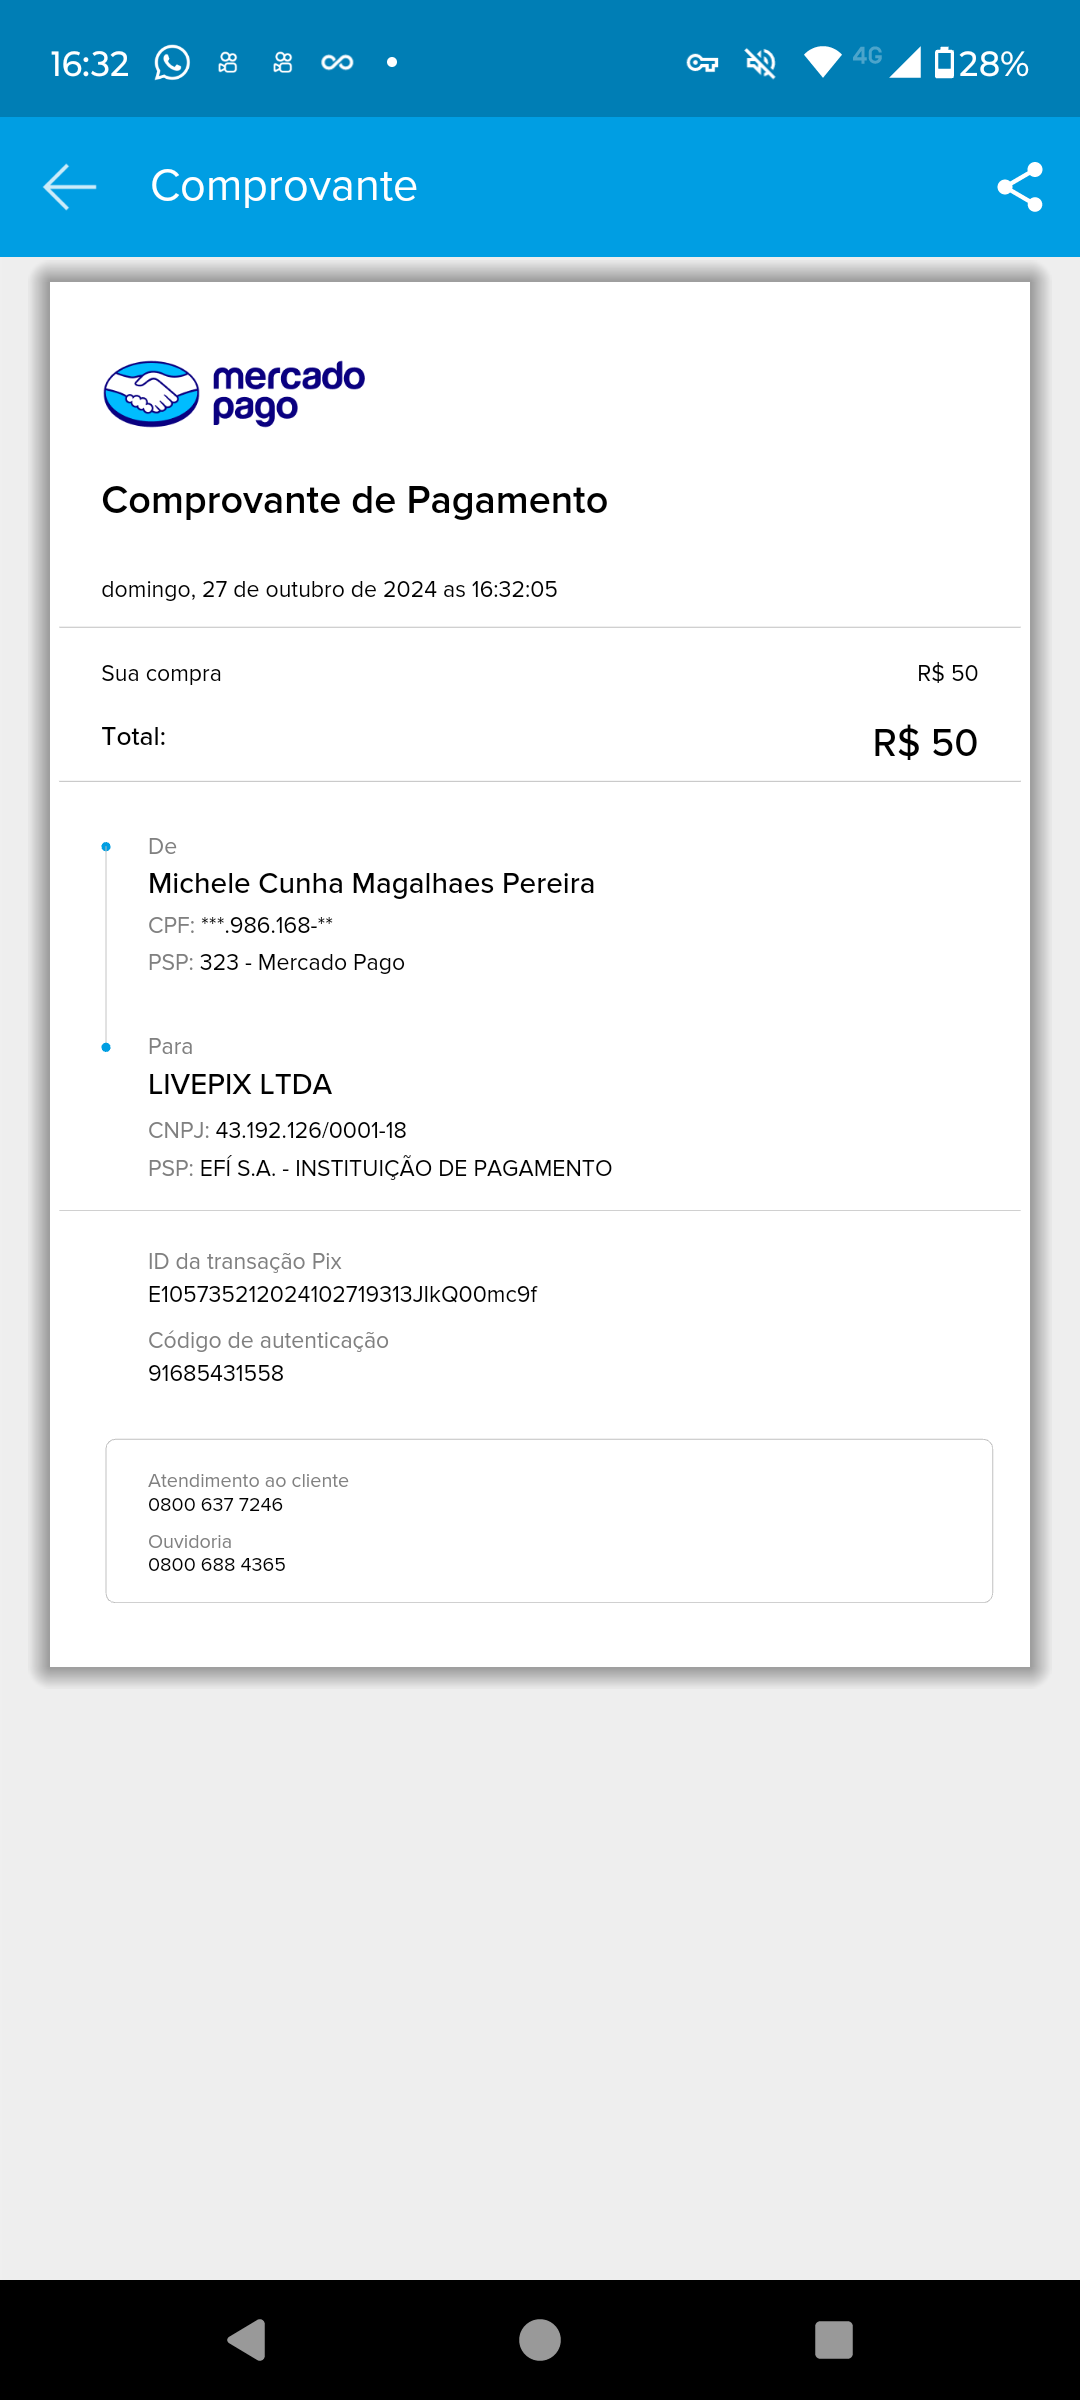 16:32 4G 28%
Comprovante
mercado
pago
Comprovante de Pagamento
domingo, 27 de outubro de 2024 as 16:32:05
Sua compra R$ 50
Total: R$ 50
De
Michele Cunha Magalhaes Pereira
CPF: ***.986.168-**
PSP: 323 - Mercado Pago
Para
LIVEPIX LTDA
CNPJ: 43.192.126/0001-18
PSP: EFÍ S.A. - INSTITUIÇÃO DE PAGAMENTO
ID da transação Pix
E105735212024102719313JlkQ00mc9f
Código de autenticação
91685431558
Atendimento ao cliente
0800 637 7246
Ouvidoria
0800 688 4365